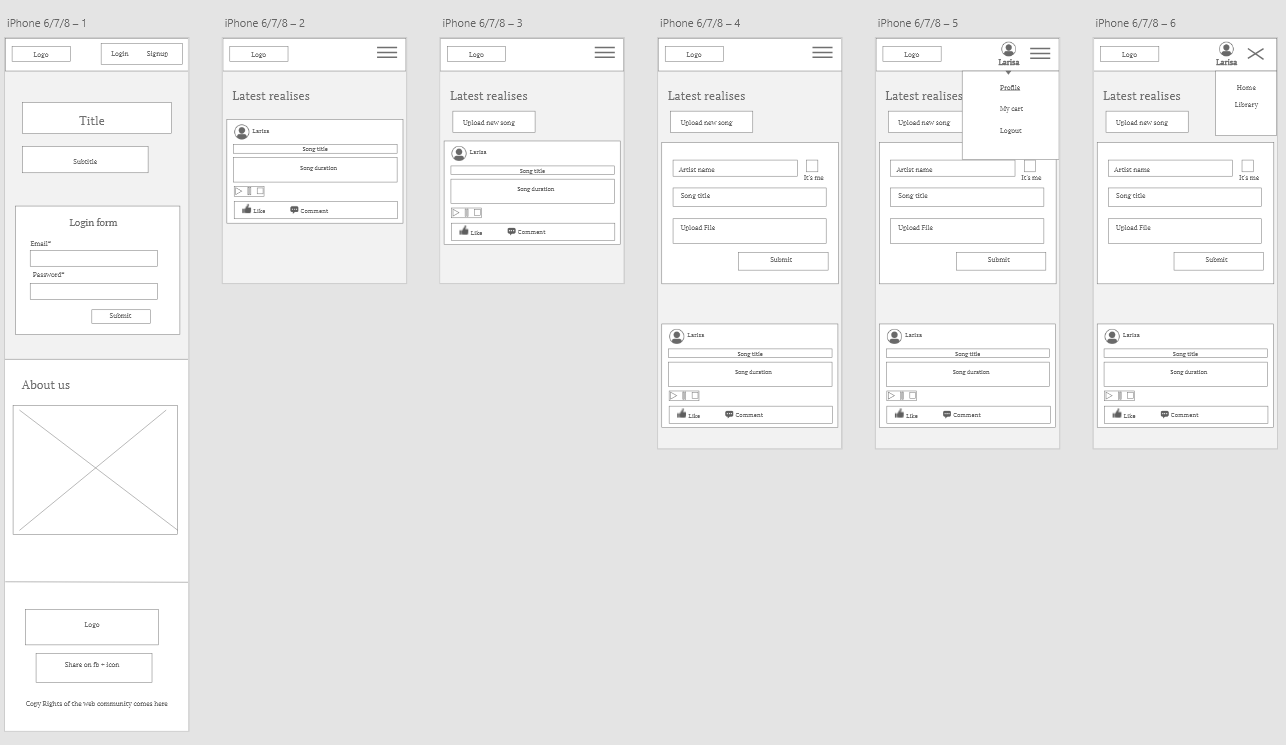 iPhone 6/7/8 – 1
Logo
Login Signup
Title
Subtitle
Login form
Email*
Password*
Submit
About us
Logo
Share on fb + icon
Copy Rights of the web community comes here
iPhone 6/7/8 – 2
Logo
Latest realises
Larisa
Song title
Song duration
Like Comment
iPhone 6/7/8 – 3
Logo
Latest realises
Upload new song
Larisa
Song title
Song duration
Like Comment
iPhone 6/7/8 – 4
Logo
Latest realises
Upload new song
Artist name
It's me
Song title
Upload File
Submit
Larisa
Song title
Song duration
Like Comment
iPhone 6/7/8 – 5
Logo
Larisa
Latest realises
Profile
My cart
Logout
Upload new song
Artist name
It's me
Song title
Upload File
Submit
Larisa
Song title
Song duration
Like Comment
iPhone 6/7/8 – 6
Logo
Larisa
Home
Library
Latest realises
Upload new song
Artist name
It's me
Song title
Upload File
Submit
Larisa
Song title
Song duration
Like Comment